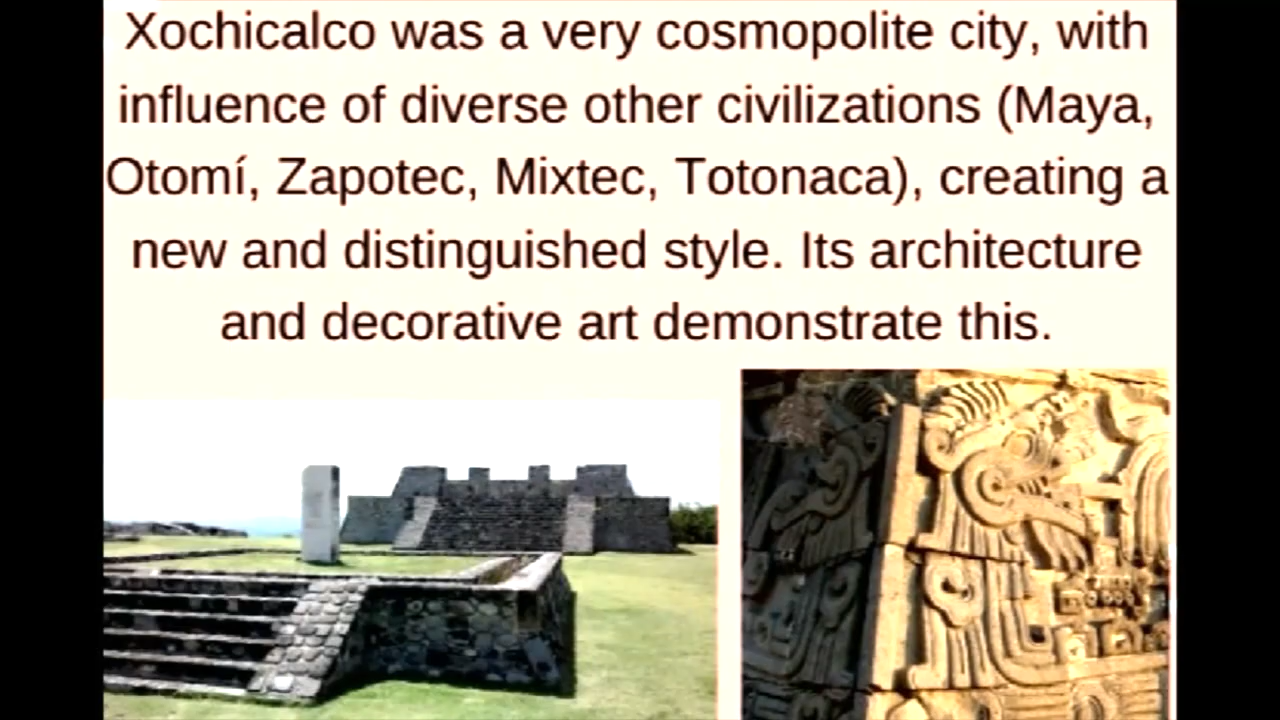 Xochicalco was a very cosmopolite city, with
influence of diverse other civilizations (Maya,
Otomí, Zapotec, Mixtec, Totonaca), creating a
new and distinguished style. Its architecture
and decorative art demonstrate this.